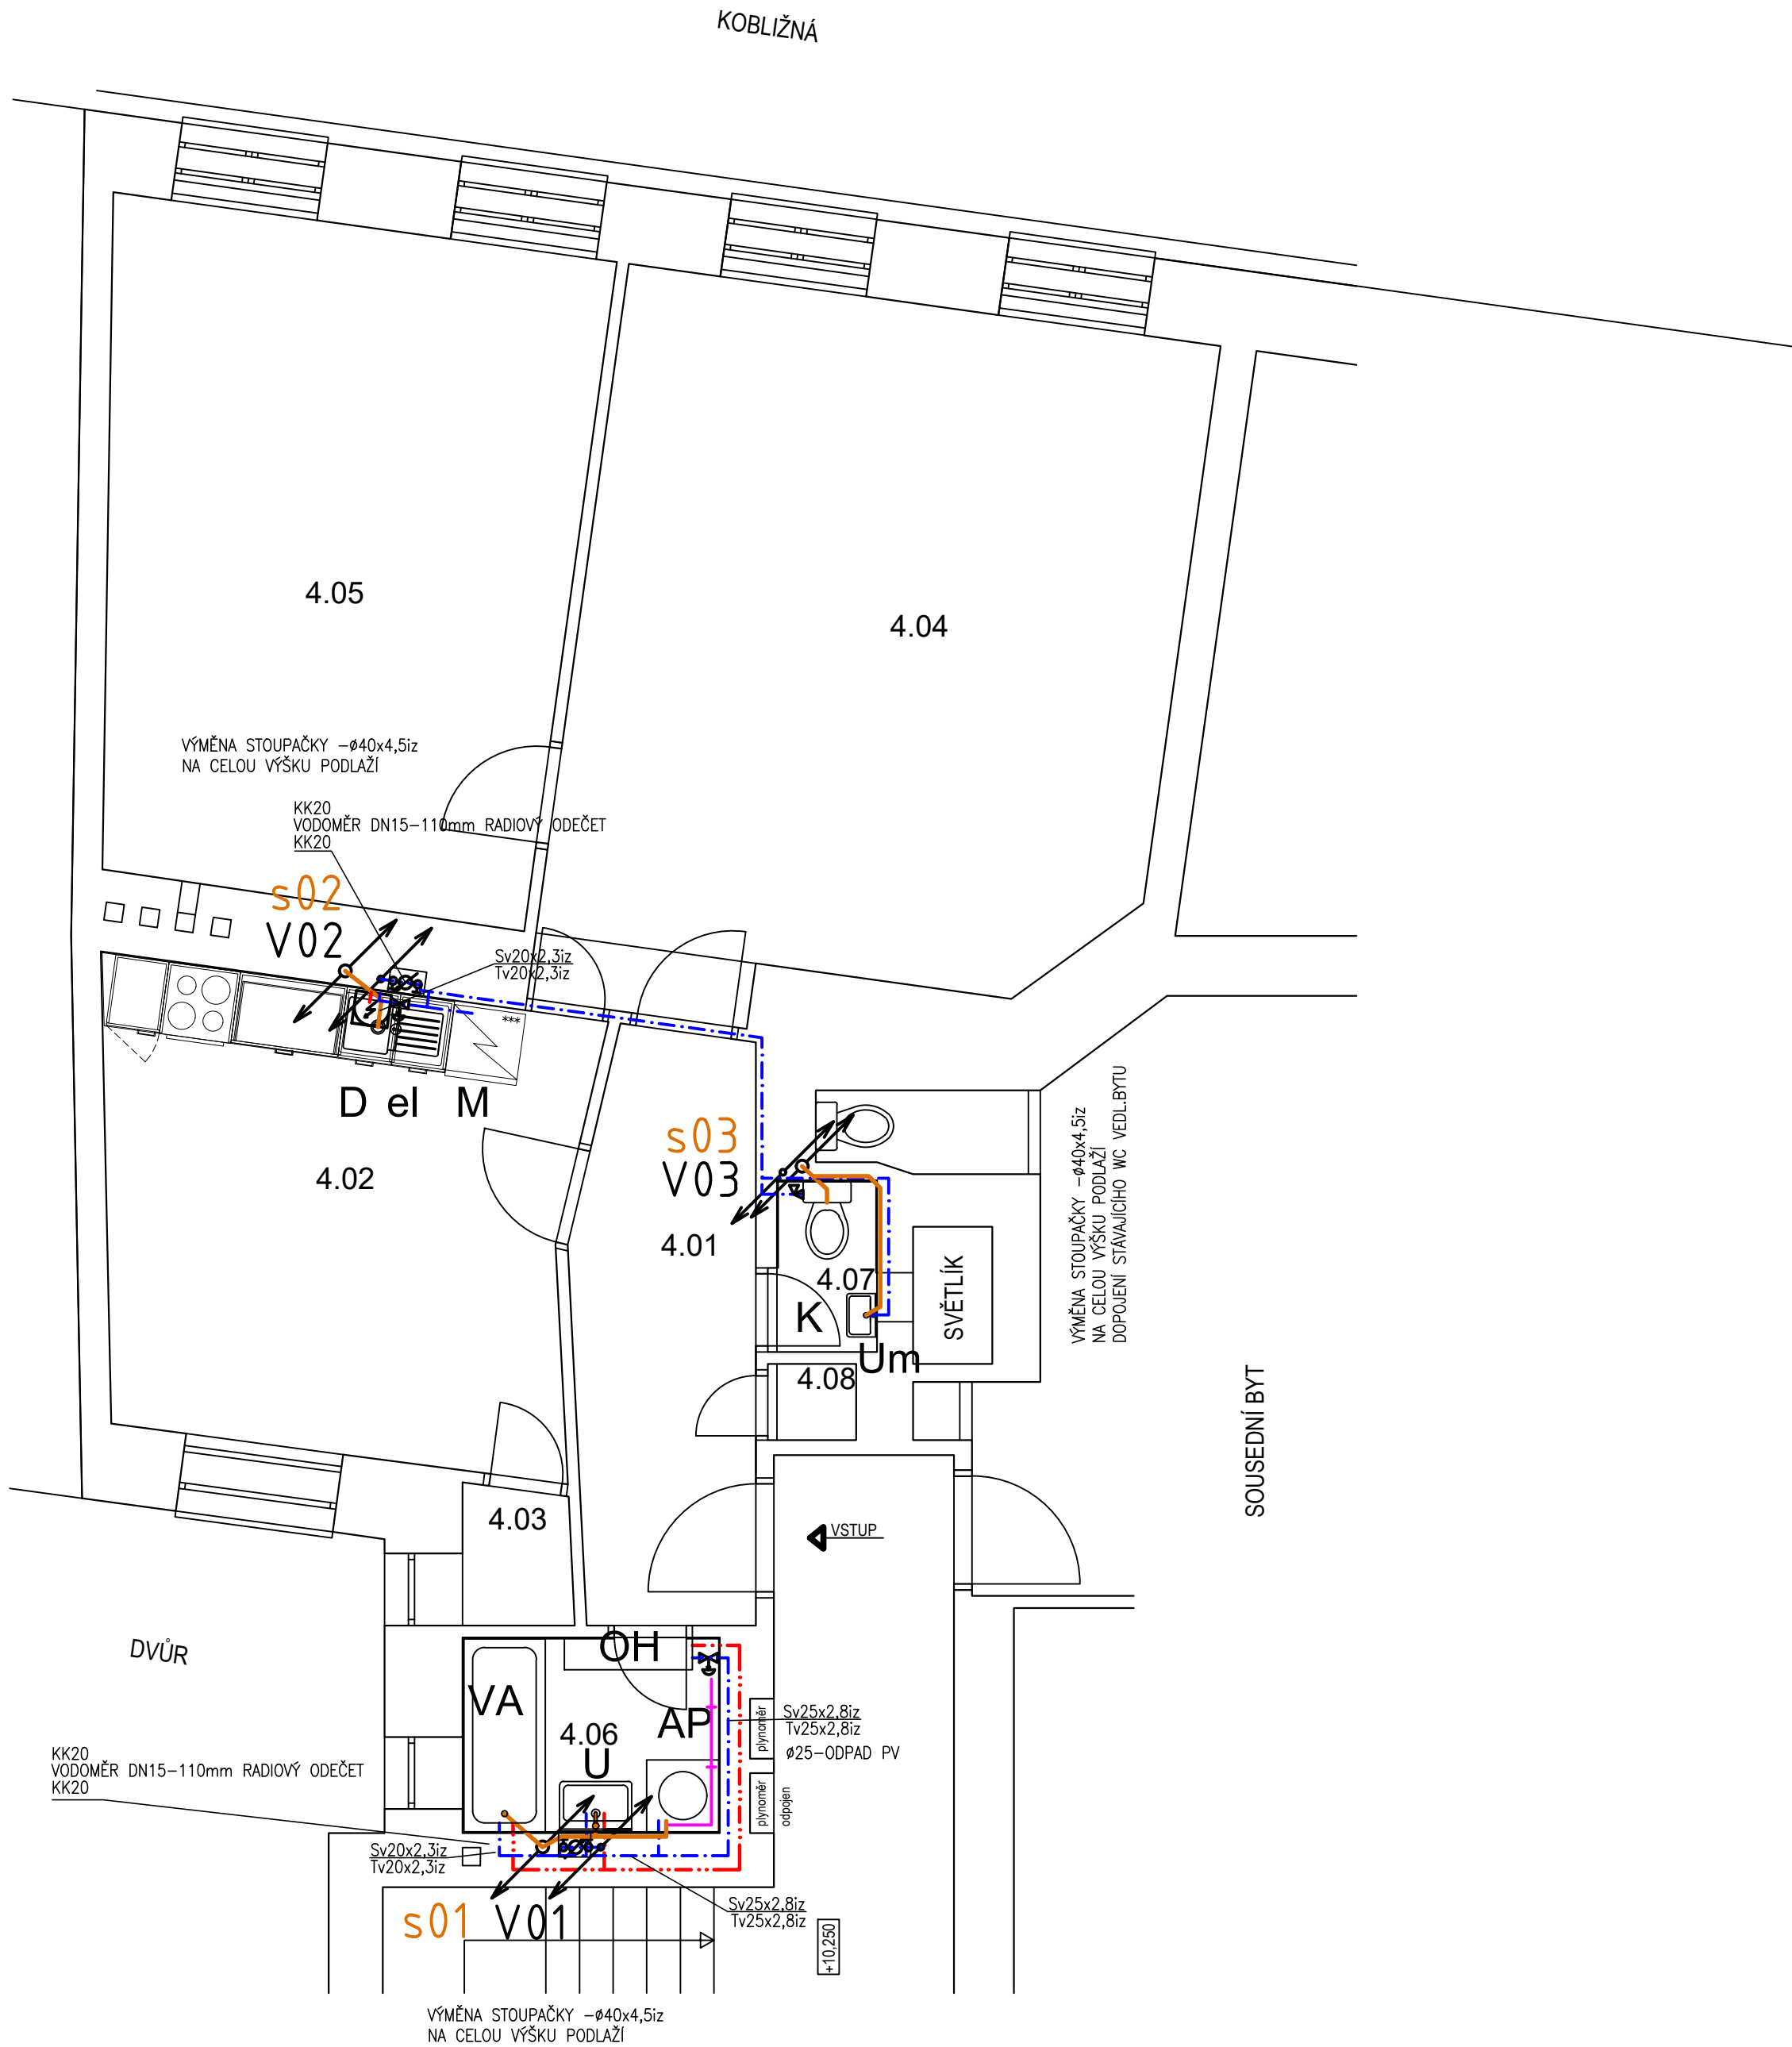 KOBLIŽNÁ
4.05
4.04
VÝMĚNA STOUPAČKY -ø40x4,5iz
NA CELOU VÝŠKU PODLAŽÍ
KK20
VODOMĚR DN15-110mm RADIOVÝ ODEČET
KK20
s02
V02
Sv20x2,3iz
Tv20x2,3iz
***
D el M
4.02
s03
V03
4.01
4.07
K
Um
4.08
SVĚTLÍK
VÝMĚNA STOUPAČKY -ø40x4,5iz
NA CELOU VÝŠKU PODLAŽÍ
DOPOJENÍ STÁVAJÍCÍHO WC VEDL.BYTU
SOUSEDNÍ BYT
4.03
VSTUP
DVŮR
OH
VA
AP
4.06
U
plynoměr
plynoměr
odpojen
Sv25x2,8iz
Tv25x2,8iz
ø25-ODPAD PV
KK20
VODOMĚR DN15-110mm RADIOVÝ ODEČET
KK20
Sv20x2,3iz
Tv20x2,3iz
s01
V01
Sv25x2,8iz
Tv25x2,8iz
+10,250
VÝMĚNA STOUPAČKY -ø40x4,5iz
NA CELOU VÝŠKU PODLAŽÍ